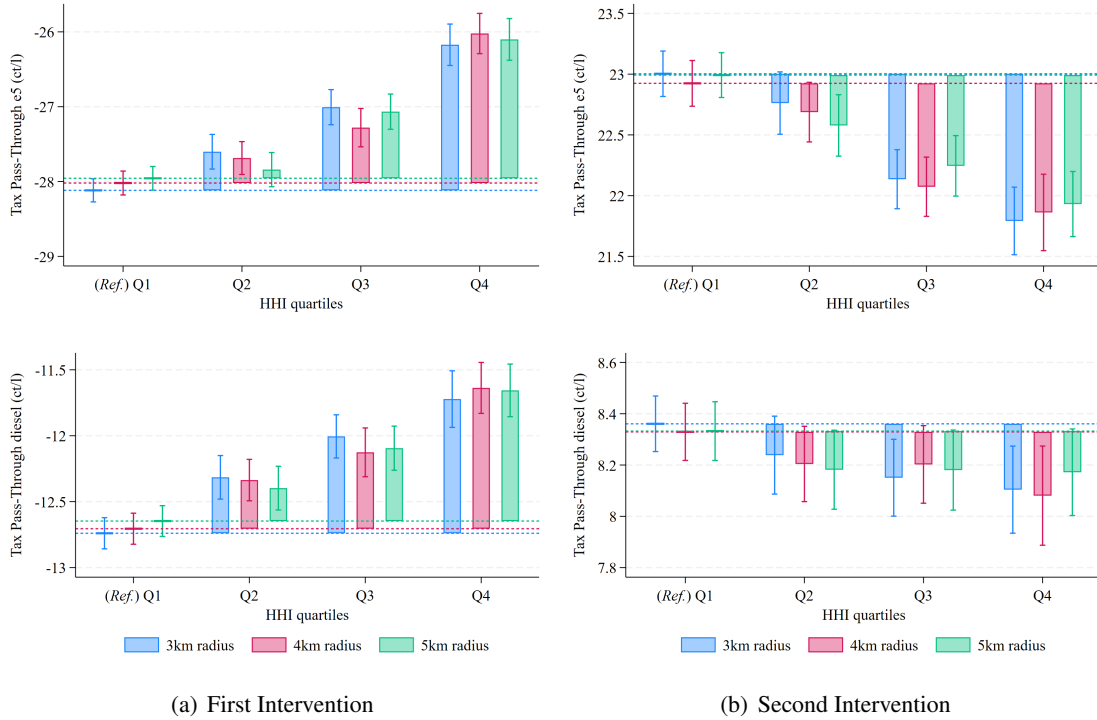 Tax Pass-Through e5 (ct/l)
-26
-27
-28
-29
(Ref.) Q1 Q2 Q3 Q4
HHI quartiles
Tax Pass-Through e5 (ct/l)
23.5
23
22.5
22
21.5
(Ref.) Q1 Q2 Q3 Q4
HHI quartiles
Tax Pass-Through diesel (ct/l)
-11.5
-12
-12.5
-13
(Ref.) Q1 Q2 Q3 Q4
HHI quartiles
3km radius 4km radius 5km radius
Tax Pass-Through diesel (ct/l)
8.6
8.4
8.2
8
7.8
(Ref.) Q1 Q2 Q3 Q4
HHI quartiles
3km radius 4km radius 5km radius
(a) First Intervention
(b) Second Intervention